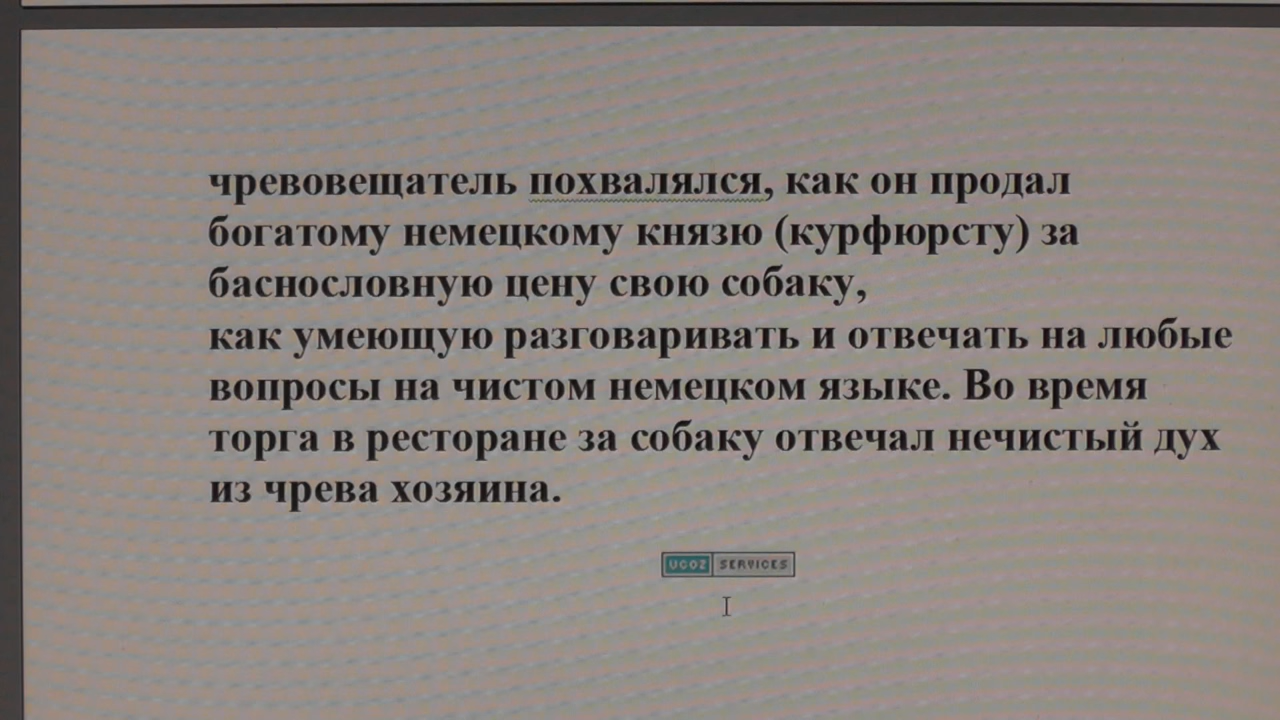 чревовещатель похвалялся, как он продал
богатому немецкому князю (курфюрсту) за
баснословную цену свою собаку,
как умеющую разговаривать и отвечать на любые
вопросы на чистом немецком языке. Во время
торга в ресторане за собаку отвечал нечистый дух
из чрева хозяина.
UCOZ SERVICES